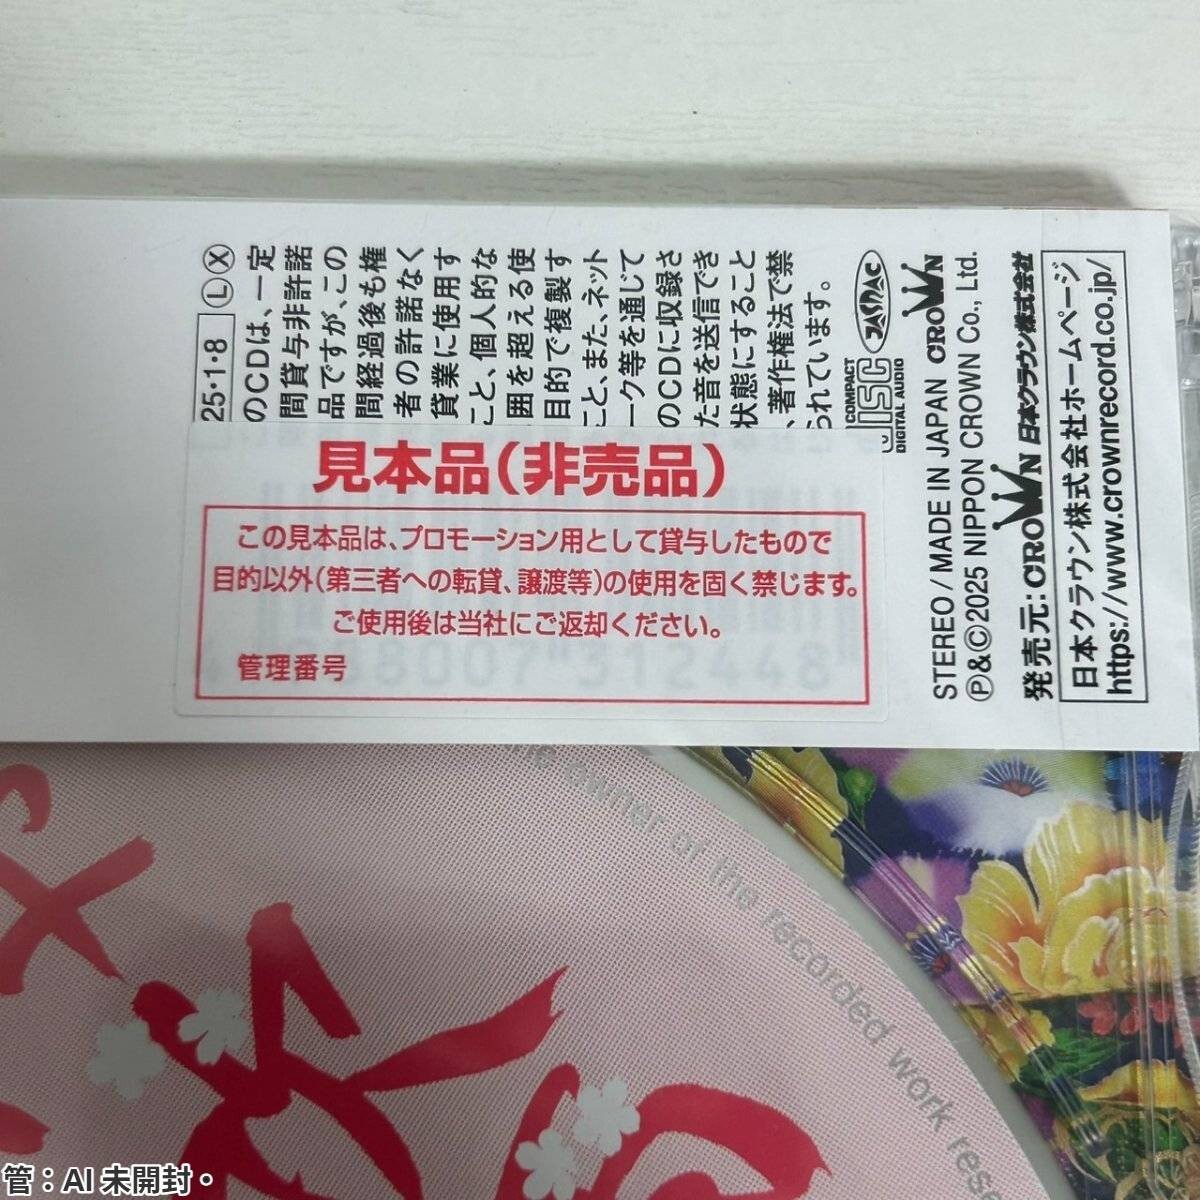 25・1・8 Ⓛ Ⓧ
のCDは、一定
間貸与非許諾
品ですが、この
間経過後も権
者の許諾なく
貸業に使用す
こと、個人的な
囲を超える使
目的で複製す
こと、また、ネット
ーク等を通じて
のCDに収録さ
た音を送信でき
状態にすること
、著作権法で禁
られています。
JASRAC
COMPACT
DISC
DIGITAL AUDIO
CROWN
STEREO / MADE IN JAPAN
Ⓟ&Ⓒ2025 NIPPON CROWN Co., Ltd.
発売元:CROWN 日本クラウン株式会社
日本クラウン株式会社ホームページ
https://www.crownrecord.co.jp/
見本品(非売品)
この見本品は、プロモーション用として貸与したもので
目的以外(第三者への転貸、譲渡等)の使用を固く禁じます。
ご使用後は当社にご返却ください。
管理番号
88007 312448
owner of the recorded work res
管:AI 未開封。